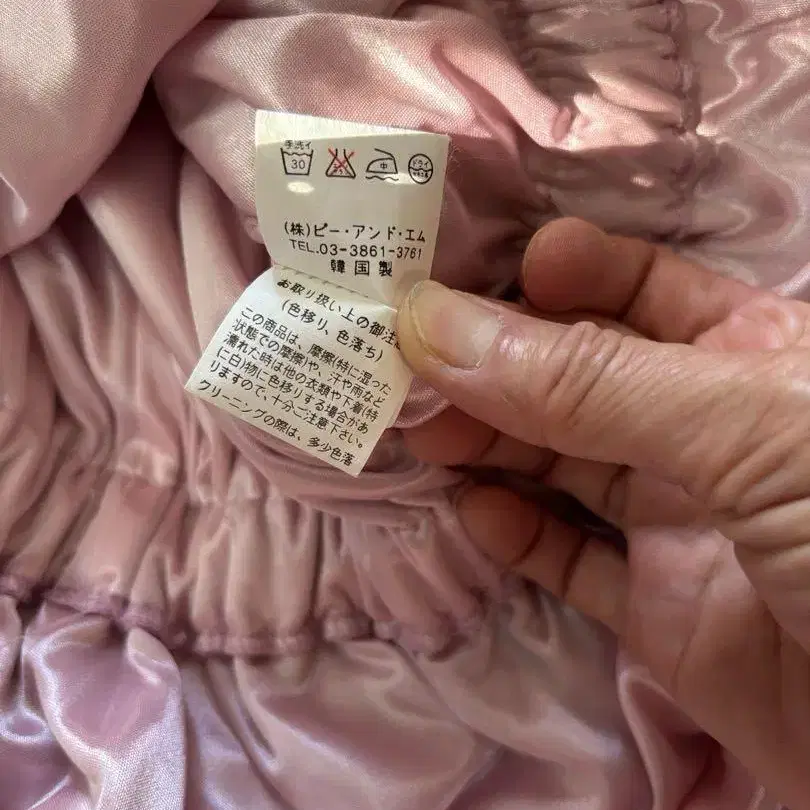 手洗イ
30
中
ドライ
(株)ビー・アンド・エム
TEL.03-3861-3761
韓国製
お取り扱い上の御注
(色移り、色落ち)
この商品は、摩擦(特に湿った
状態での摩擦)や、汗や雨など
濡れた時は他の衣類や下着(特
に白)物に色移りする場合があ
りますので、十分ご注意下さい。
クリーニングの際は、多少色落